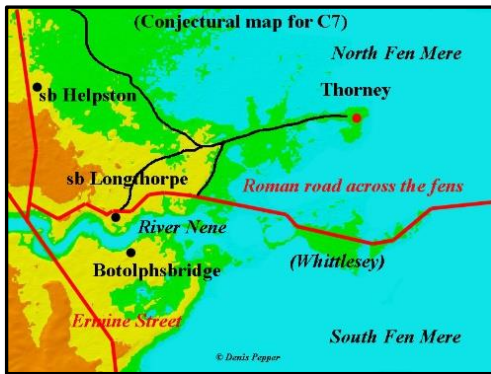 (Conjectural map for C7)
North Fen Mere
Thorney
sb Helpston
sb Longthorpe
Roman road across the fens
River Nene
Botolphsbridge
(Whittlesey)
Ermine Street
South Fen Mere
© Denis Pepper